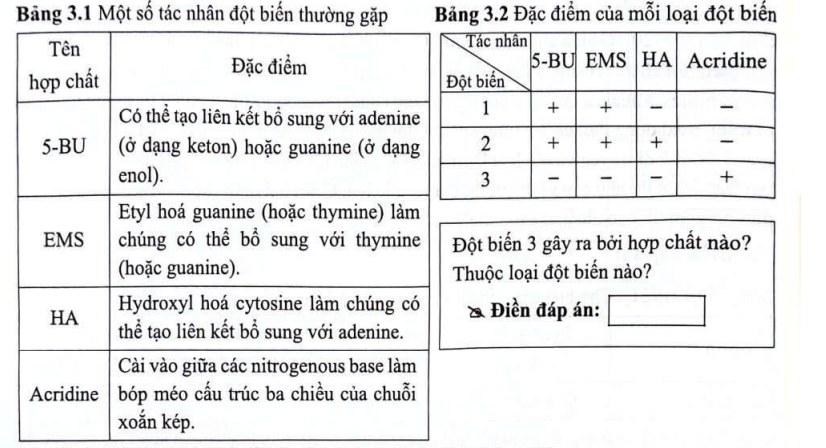 Bảng 3.1 Một số tác nhân đột biến thường gặp
Tên hợp chất | Đặc điểm
5-BU | Có thể tạo liên kết bổ sung với adenine
(ở dạng keton) hoặc guanine (ở dạng
enol).
EMS | Etyl hoá guanine (hoặc thymine) làm
chúng có thể bổ sung với thymine
(hoặc guanine).
HA | Hydroxyl hoá cytosine làm chúng có
thể tạo liên kết bổ sung với adenine.
Acridine | Cài vào giữa các nitrogenous base làm
bóp méo cấu trúc ba chiều của chuỗi
xoắn kép.
Bảng 3.2 Đặc điểm của mỗi loại đột biến
Tác nhân
Đột biến | 5-BU | EMS | HA | Acridine
1 | + | + | – | –
2 | + | + | + | –
3 | – | – | – | +
Đột biến 3 gây ra bởi hợp chất nào?
Thuộc loại đột biến nào?
Điền đáp án: